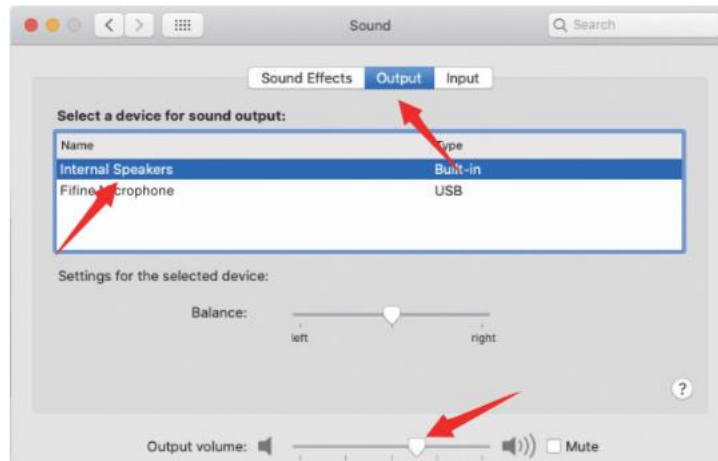 Sound
Search
Sound Effects Output Input
Select a device for sound output:
Name Type
Internal Speakers Built-in
Fifine Microphone USB
Settings for the selected device:
Balance:
left right
?
Output volume: Mute